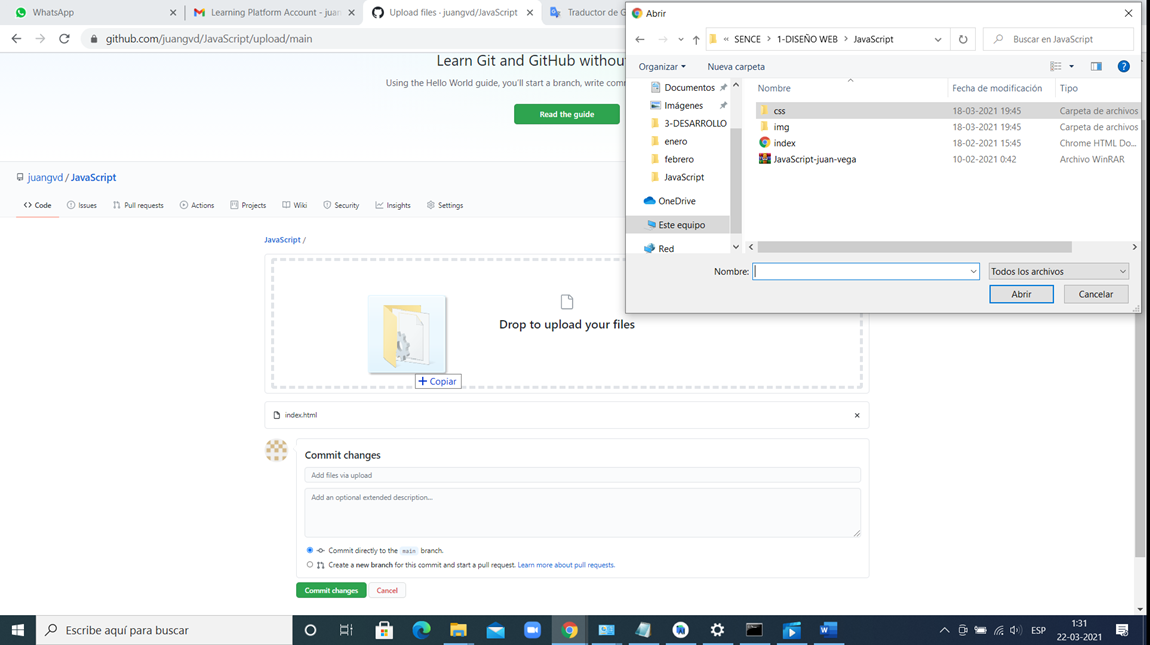 WhatsApp
Learning Platform Account - juan
Upload files - juangvd/JavaScript
Traductor de G
github.com/juangvd/JavaScript/upload/main
Learn Git and GitHub withou
Using the Hello World guide, you'll start a branch, write com
Read the guide
juangvd / JavaScript
Code Issues Pull requests Actions Projects Wiki Security Insights Settings
JavaScript /
Drop to upload your files
+ Copiar
index.html
Commit changes
Add files via upload
Add an optional extended description...
Commit directly to the main branch.
Create a new branch for this commit and start a pull request. Learn more about pull requests.
Commit changes Cancel
Abrir
« SENCE > 1-DISEÑO WEB > JavaScript
Buscar en JavaScript
Organizar Nueva carpeta
Documentos
Imágenes
3-DESARROLLO
enero
febrero
JavaScript
OneDrive
Este equipo
Red
Nombre Fecha de modificación Tipo
css 18-03-2021 19:45 Carpeta de archivos
img 18-03-2021 19:45 Carpeta de archivos
index 18-02-2021 15:45 Chrome HTML Do...
JavaScript-juan-vega 10-02-2021 0:42 Archivo WinRAR
Nombre: Todos los archivos
Abrir Cancelar
Escribe aquí para buscar
ESP
1:31
22-03-2021